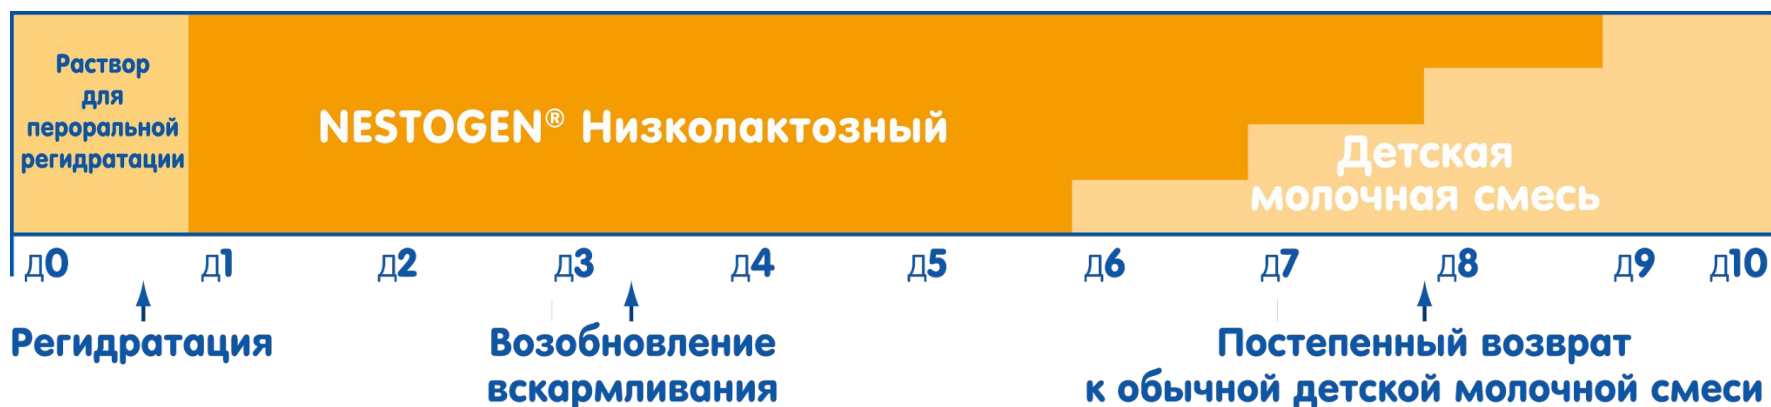 Раствор
для
пероральной
регидратации
NESTOGEN® Низколактозный
Детская
молочная смесь
Д0 Д1 Д2 Д3 Д4 Д5 Д6 Д7 Д8 Д9 Д10
Регидратация
Возобновление
вскармливания
Постепенный возврат
к обычной детской молочной смеси